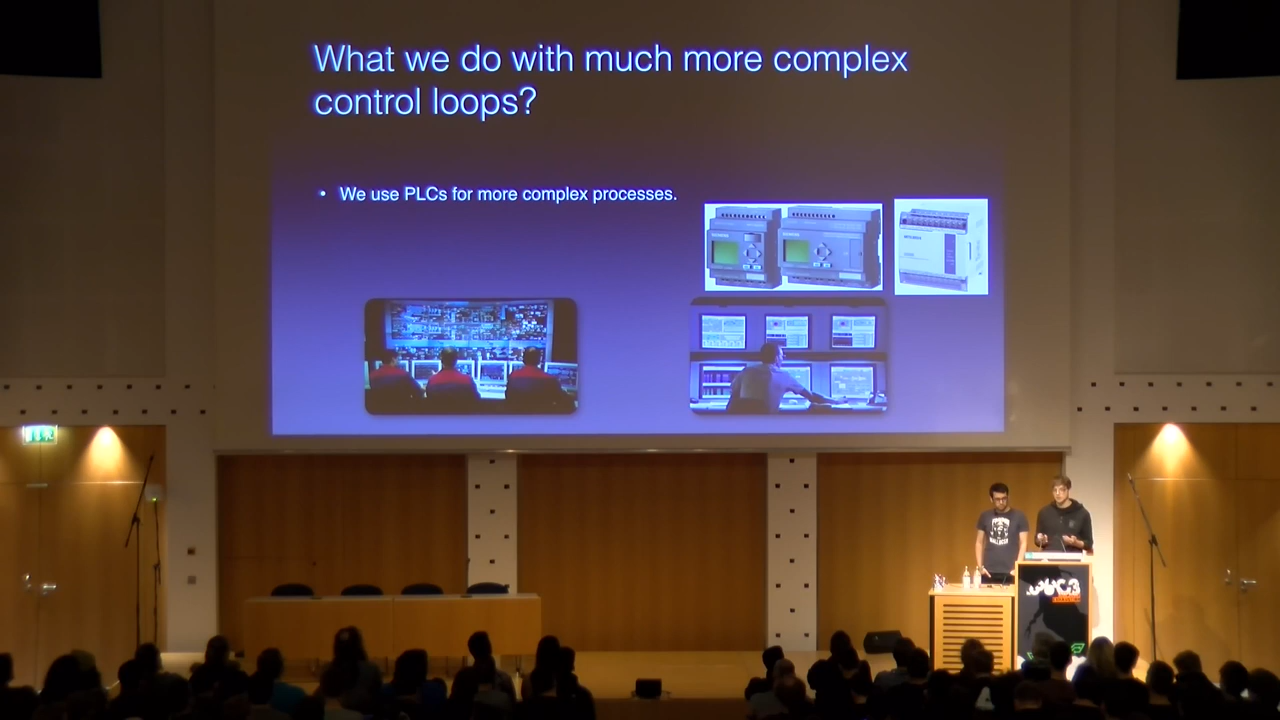 What we do with much more complex
control loops?
• We use PLCs for more complex processes.